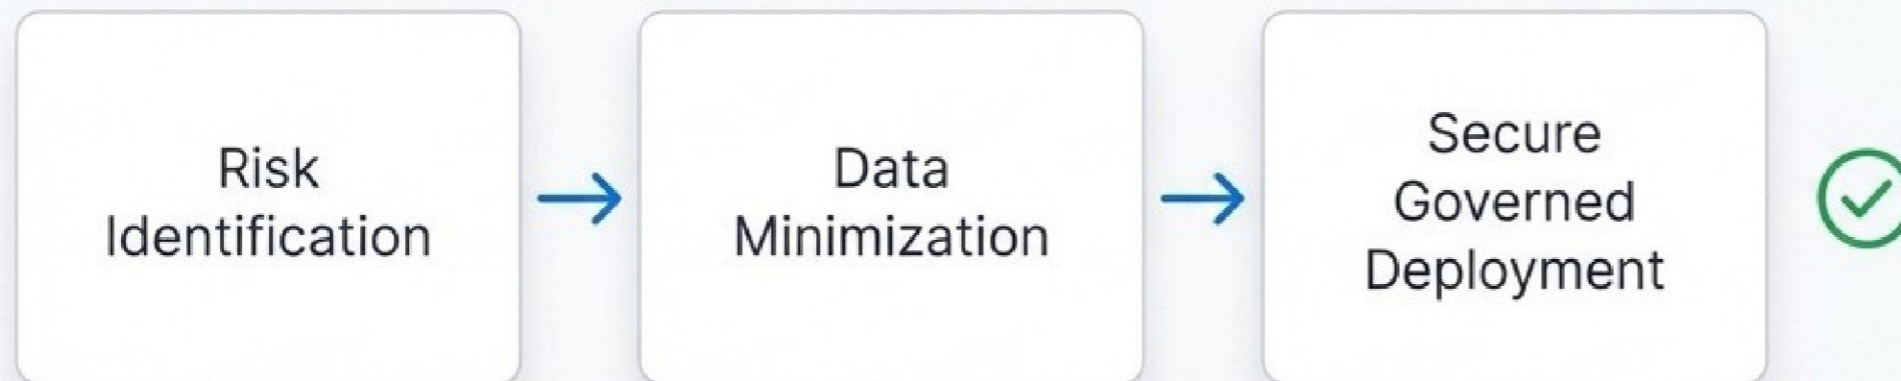 Risk
Identification
Data
Minimization
Secure
Governed
Deployment